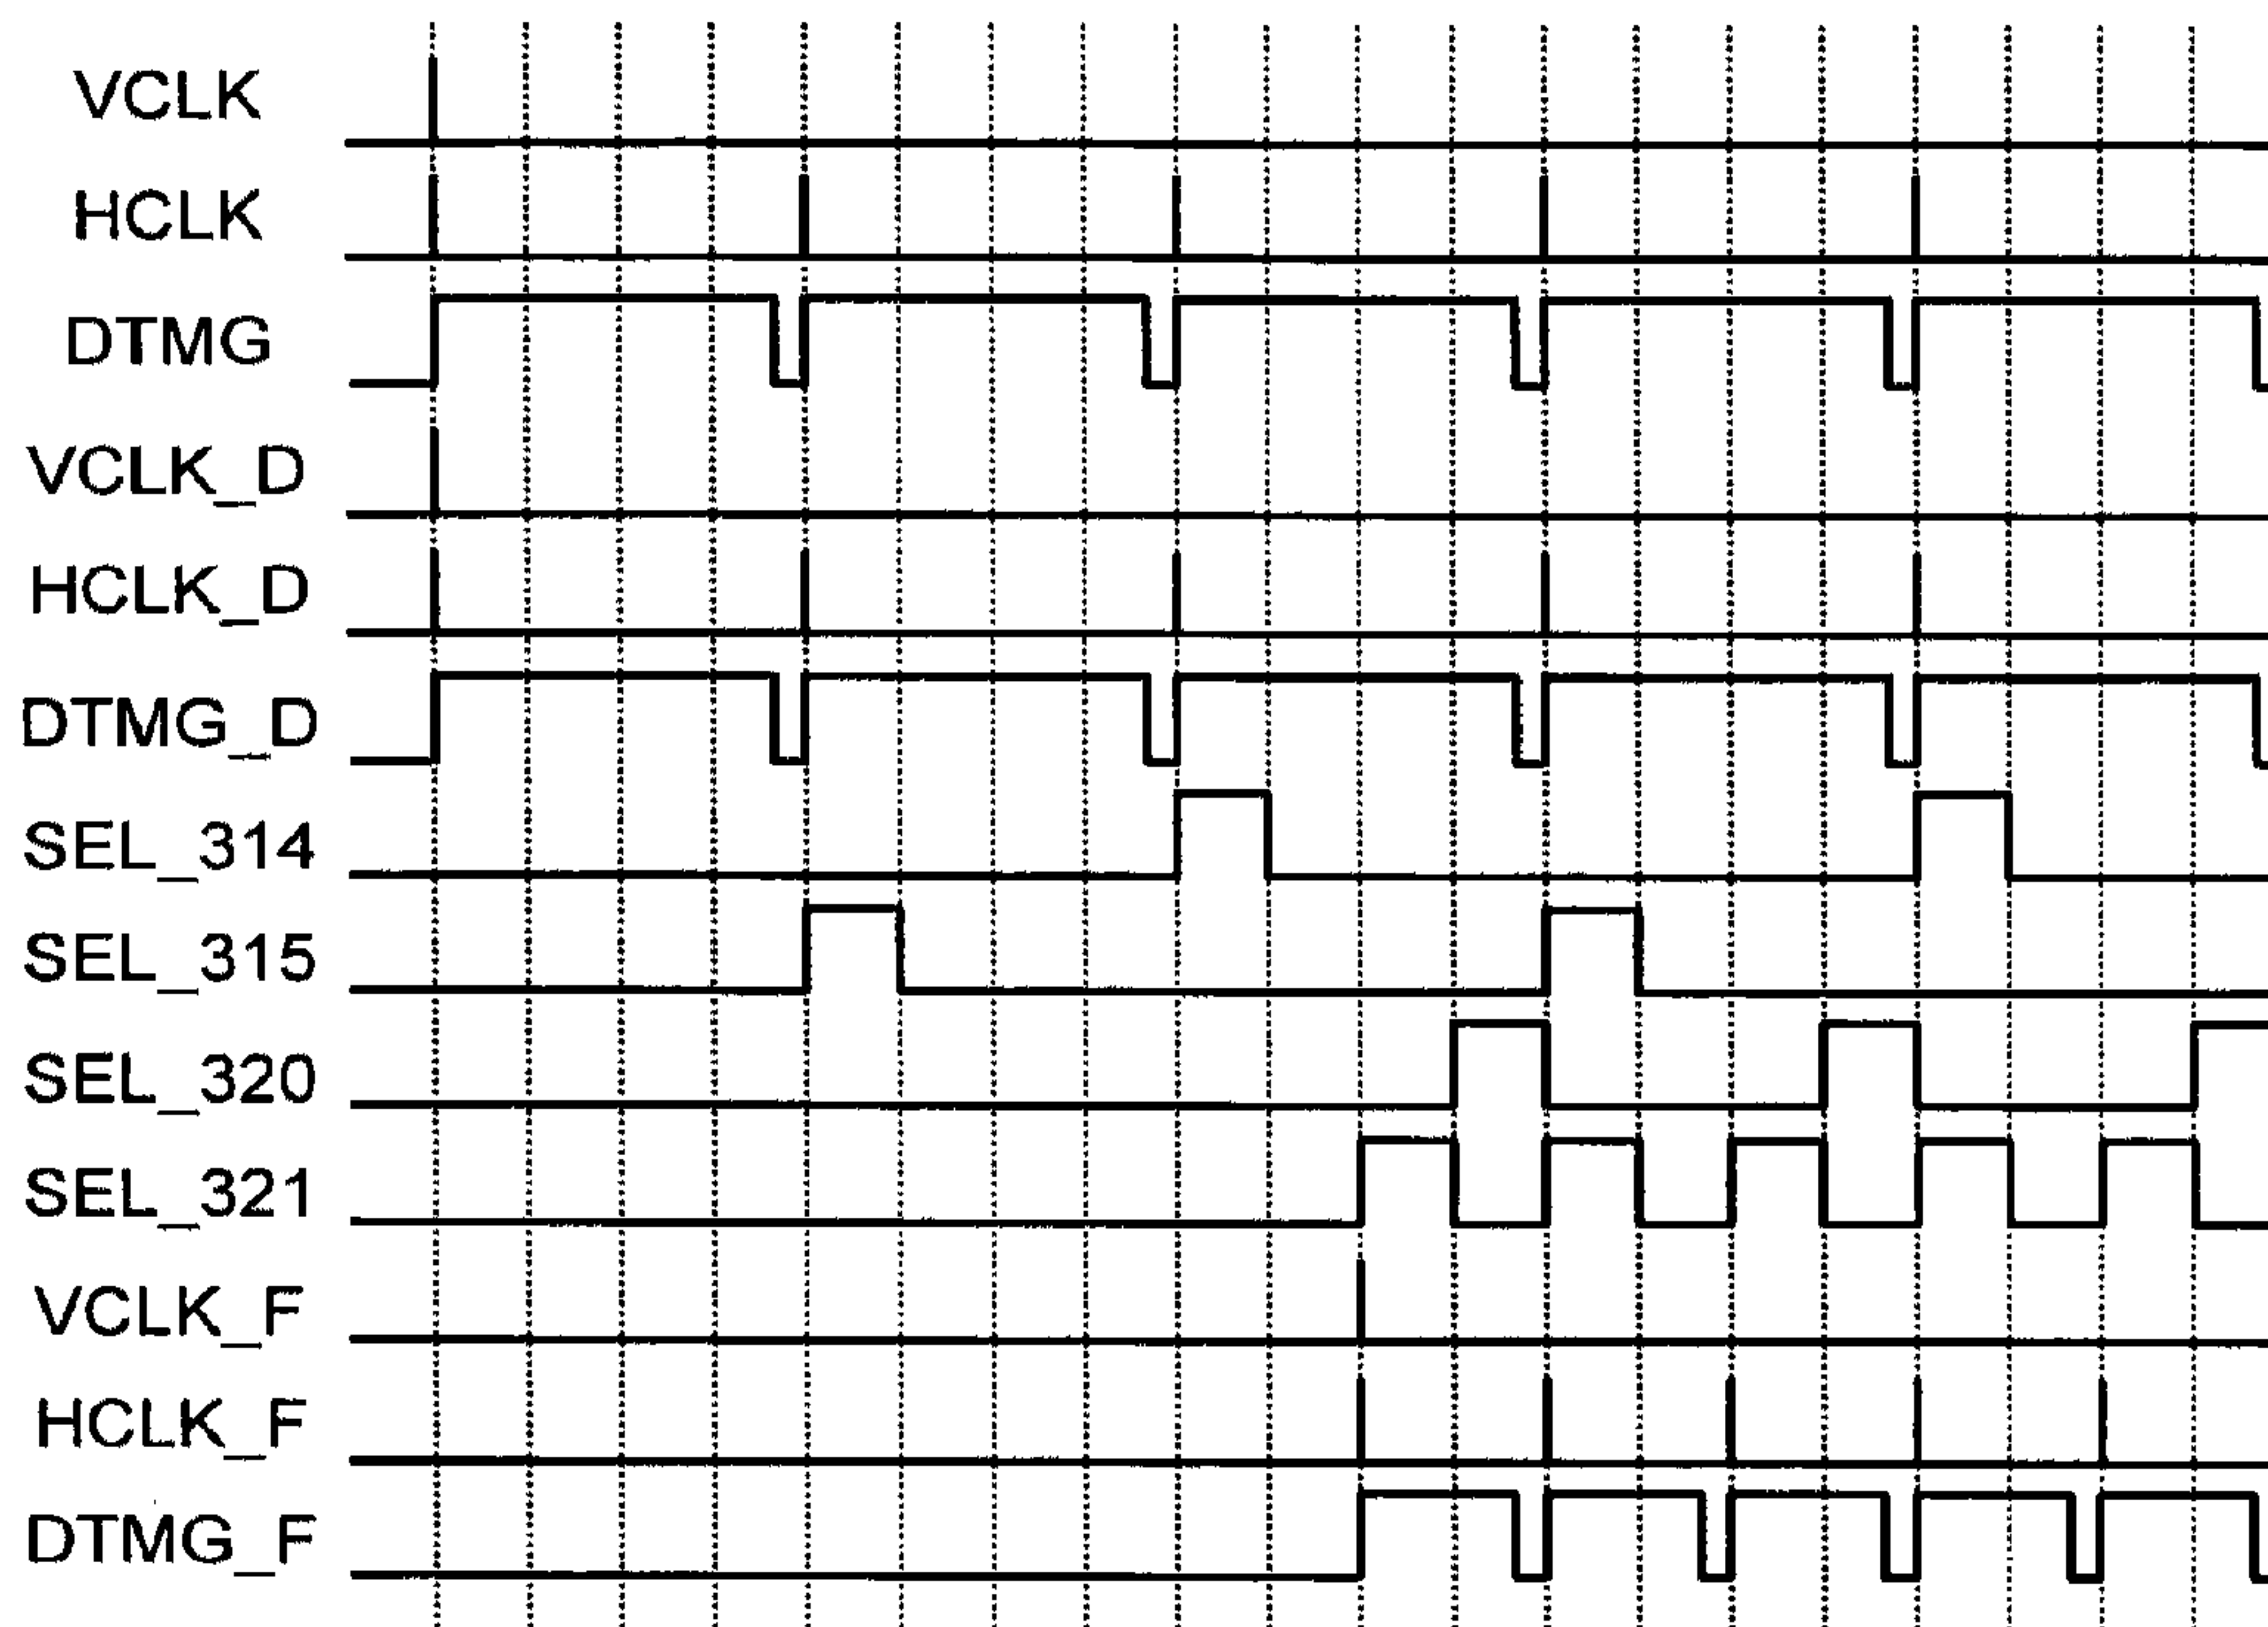 VCLK
HCLK
DTMG
VCLK_D
HCLK_D
DTMG_D
SEL_314
SEL_315
SEL_320
SEL_321
VCLK_F
HCLK_F
DTMG_F